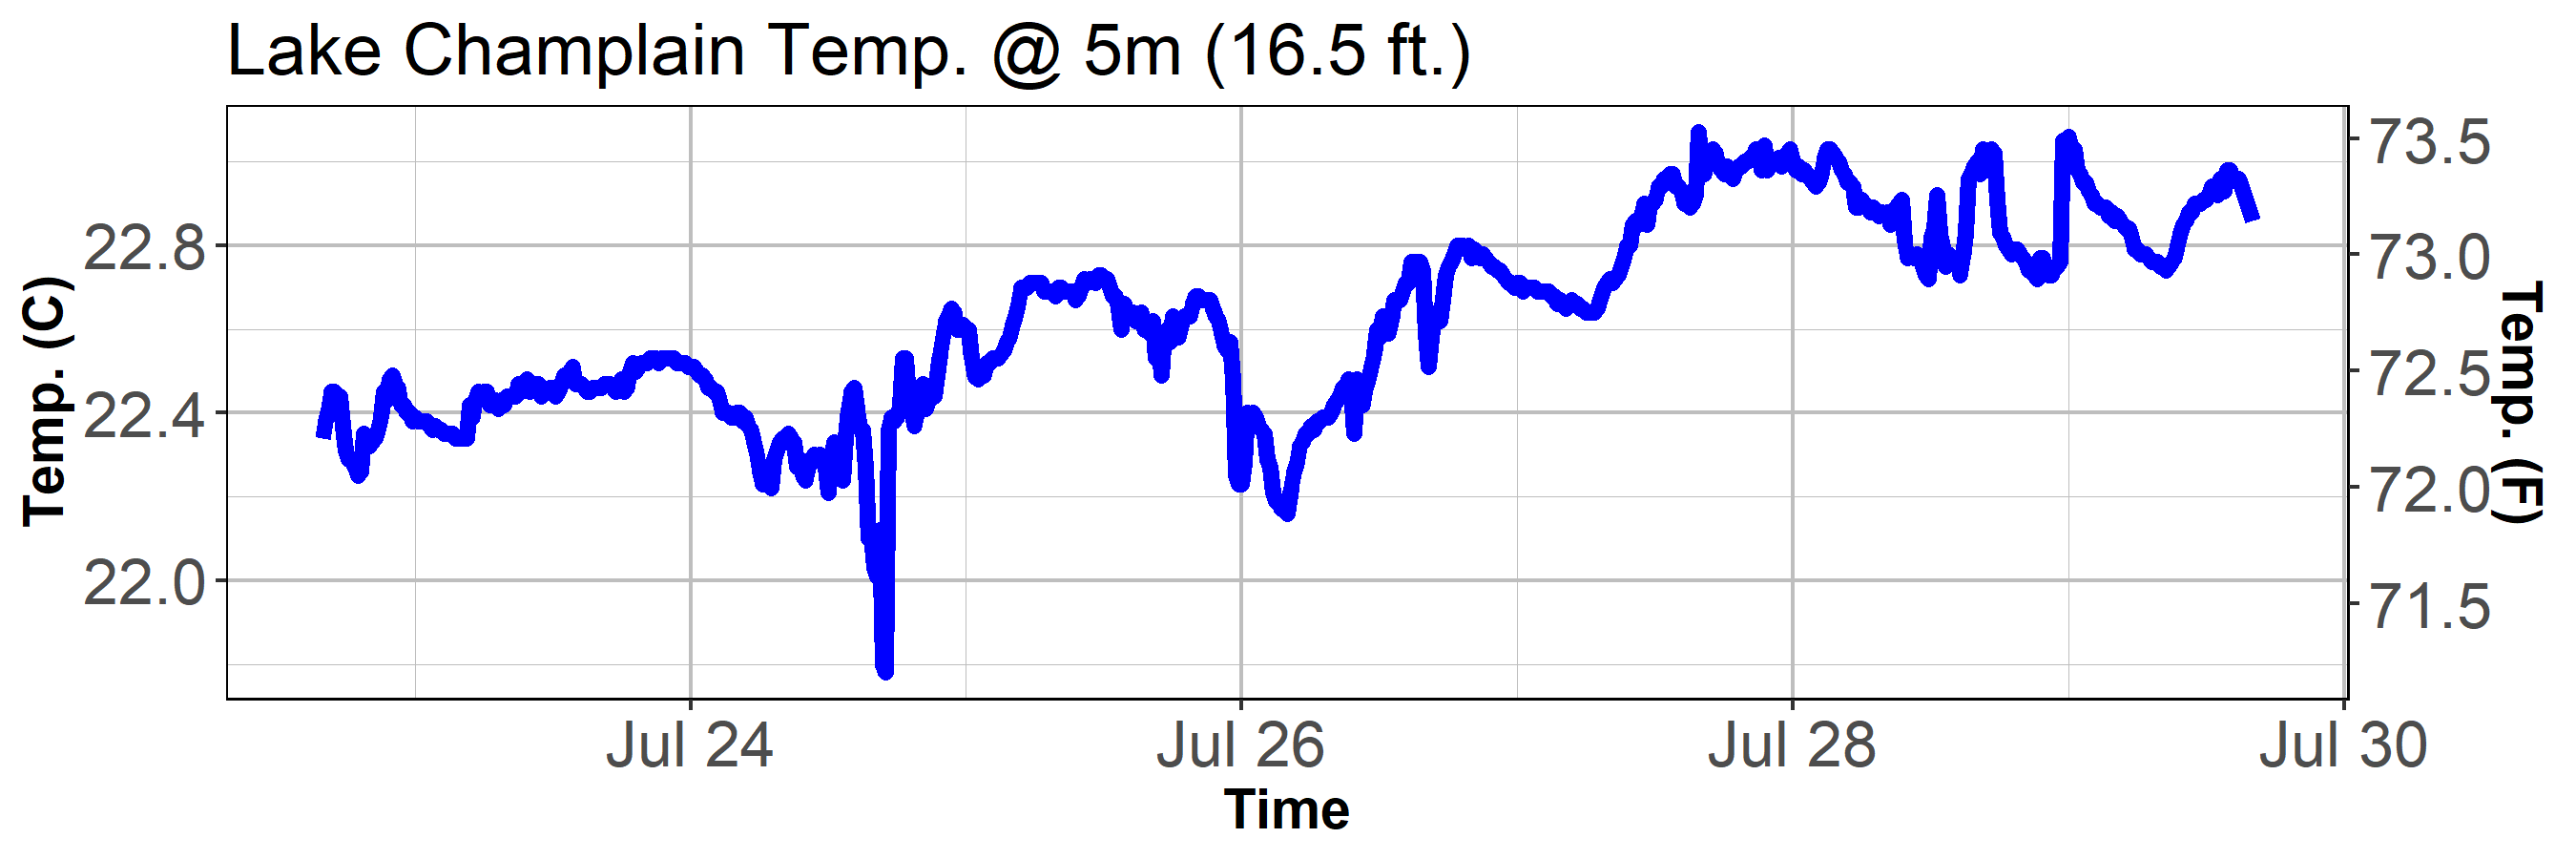 Lake Champlain Temp. @ 5m (16.5 ft.)
Temp. (C)
22.8
22.4
22.0
73.5
73.0
72.5
72.0
71.5
Temp. (F)
Jul 24
Jul 26
Jul 28
Jul 30
Time